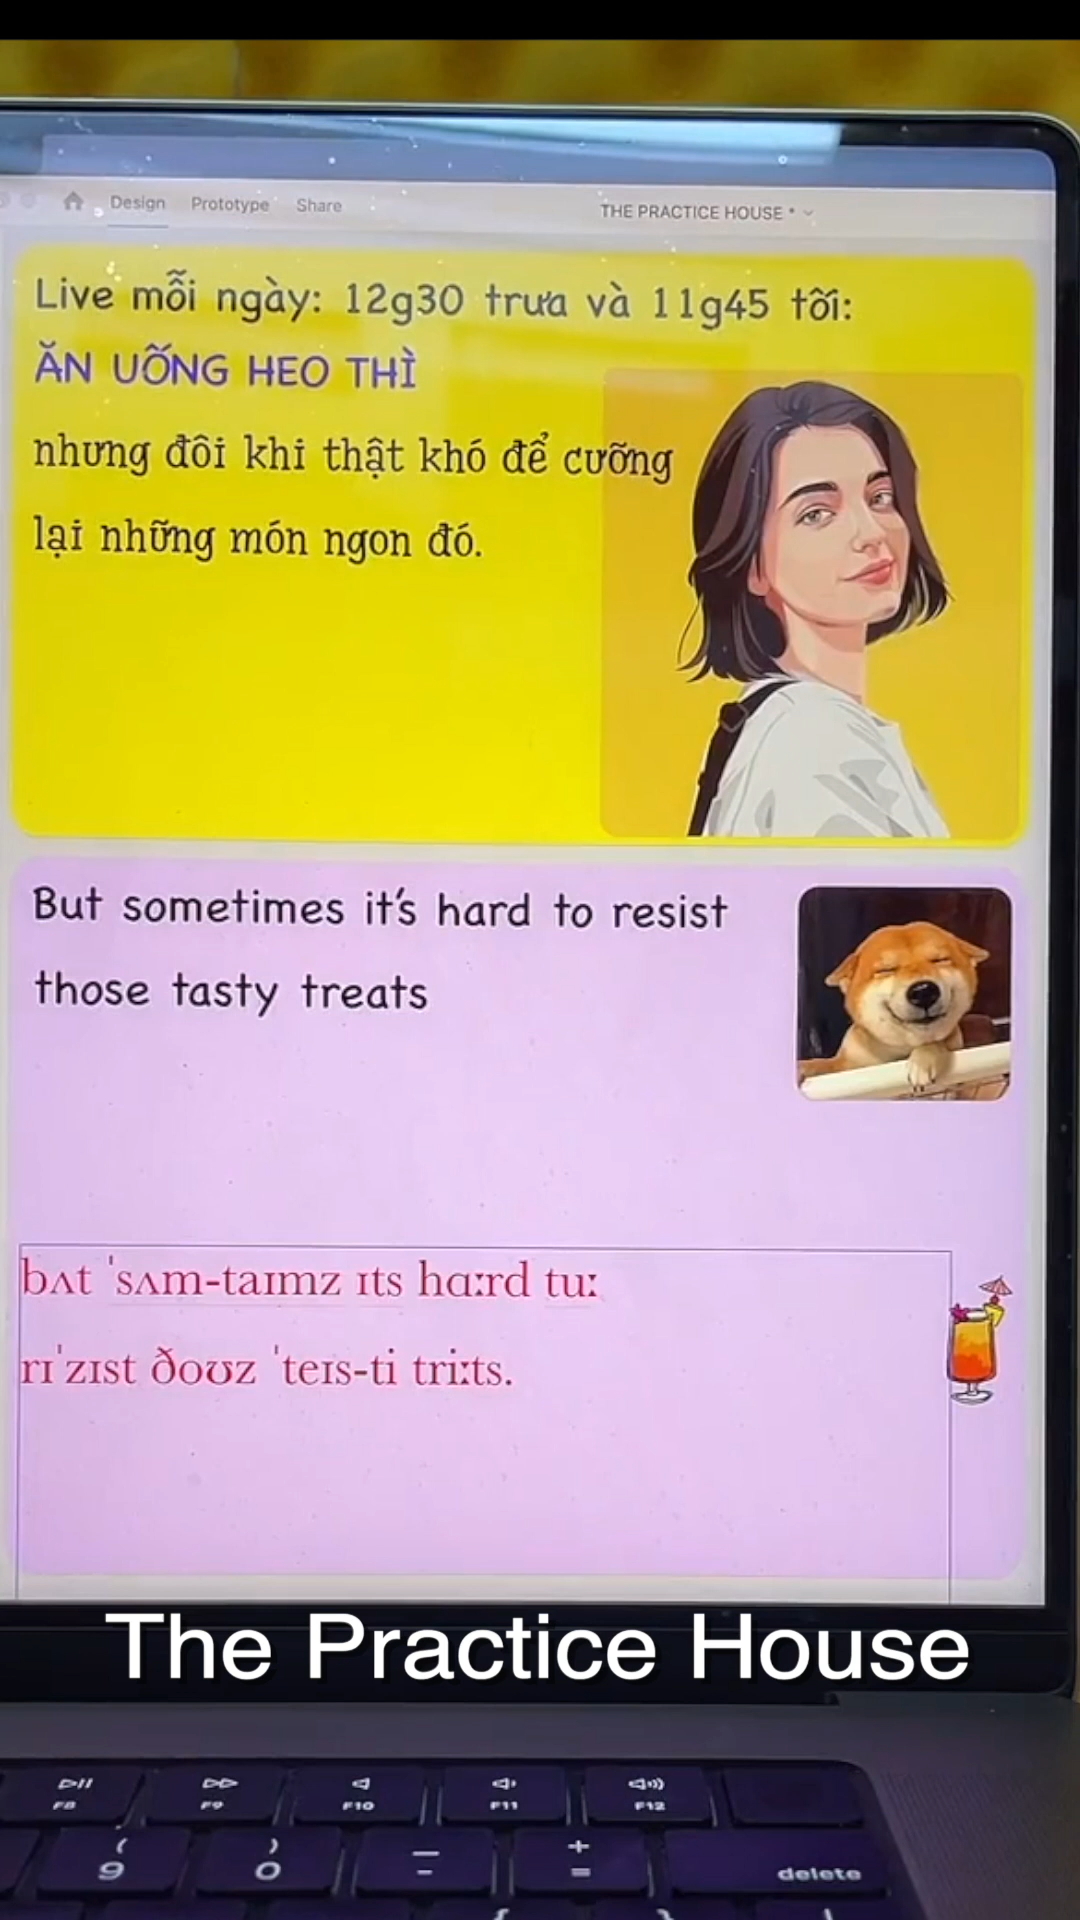 Design Prototype Share THE PRACTICE HOUSE *
Live mỗi ngày: 12g30 trưa và 11g45 tối:
ĂN UỐNG HEO THÌ
nhưng đôi khi thật khó để cưỡng
lại những món ngon đó.
But sometimes it's hard to resist
those tasty treats
bʌt ˈsʌm-taɪmz ɪts hɑːrd tuː
rɪˈzɪst ðoʊz ˈteɪs-ti triːts.
The Practice House
F8 F9 F10 F11 F12
( ) — +
9 0 - =
delete